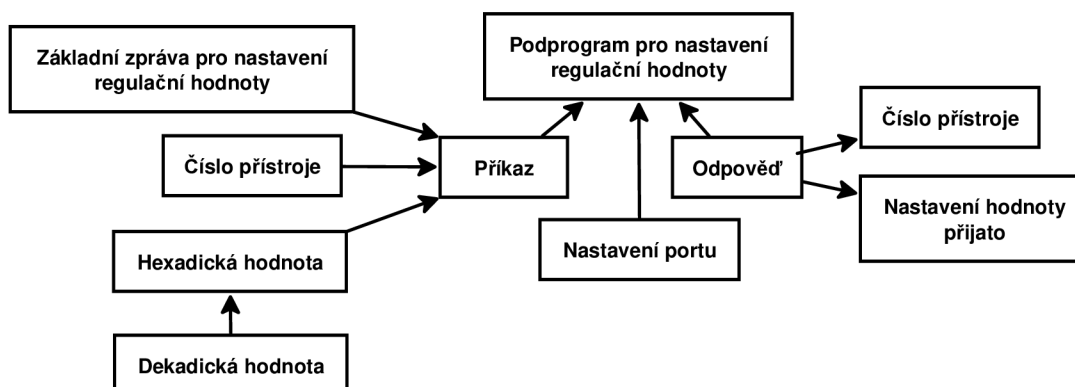 Základní zpráva pro nastavení
regulační hodnoty
Podprogram pro nastavení
regulační hodnoty
Číslo přístroje
Číslo přístroje
Příkaz
Odpověď
Nastavení hodnoty
přijato
Hexadická hodnota
Nastavení portu
Dekadická hodnota